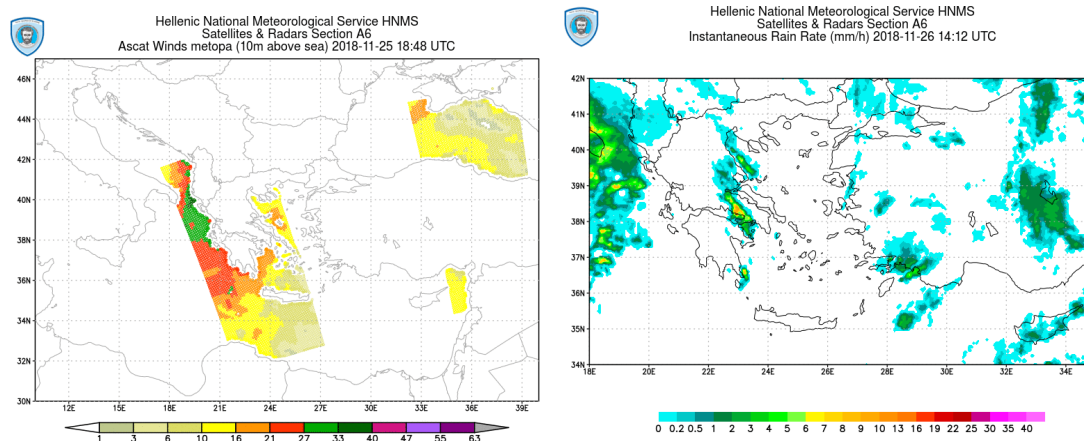 Hellenic National Meteorological Service HNMS
Satellites & Radars Section A6
Ascat Winds metopa (10m above sea) 2018-11-25 18:48 UTC
46N
44N
42N
40N
38N
36N
34N
32N
30N
12E 15E 18E 21E 24E 27E 30E 33E 36E 39E
1 3 6 10 16 21 27 33 40 47 55 63
Hellenic National Meteorological Service HNMS
Satellites & Radars Section A6
Instantaneous Rain Rate (mm/h) 2018-11-26 14:12 UTC
42N
41N
40N
39N
38N
37N
36N
35N
34N
18E 20E 22E 24E 26E 28E 30E 32E 34E
0 0.2 0.5 1 2 3 4 5 6 7 8 9 10 13 16 19 22 25 30 35 40